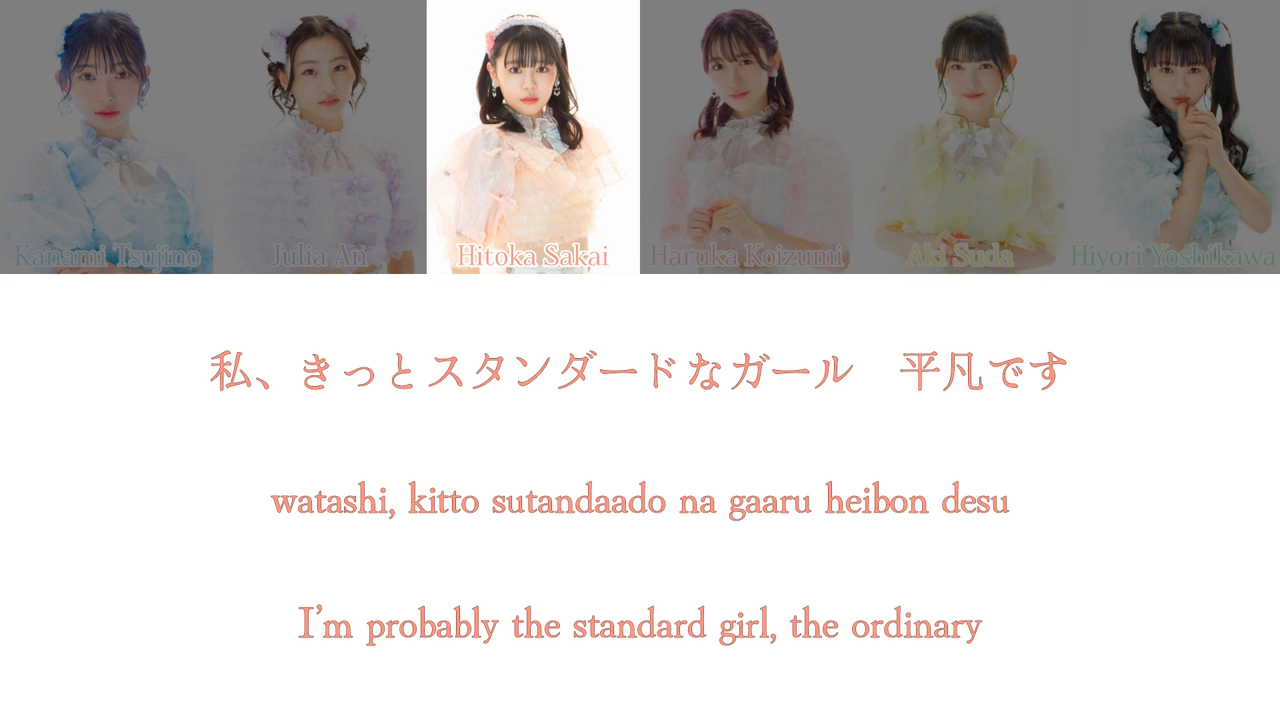 Kanami Tsujino
Julia An
Hitoka Sakai
Haruka Koizumi
Aki Suda
Hiyori Yoshikawa
私、きっとスタンダードなガール　平凡です
watashi, kitto sutandaado na gaaru heibon desu
I'm probably the standard girl, the ordinary